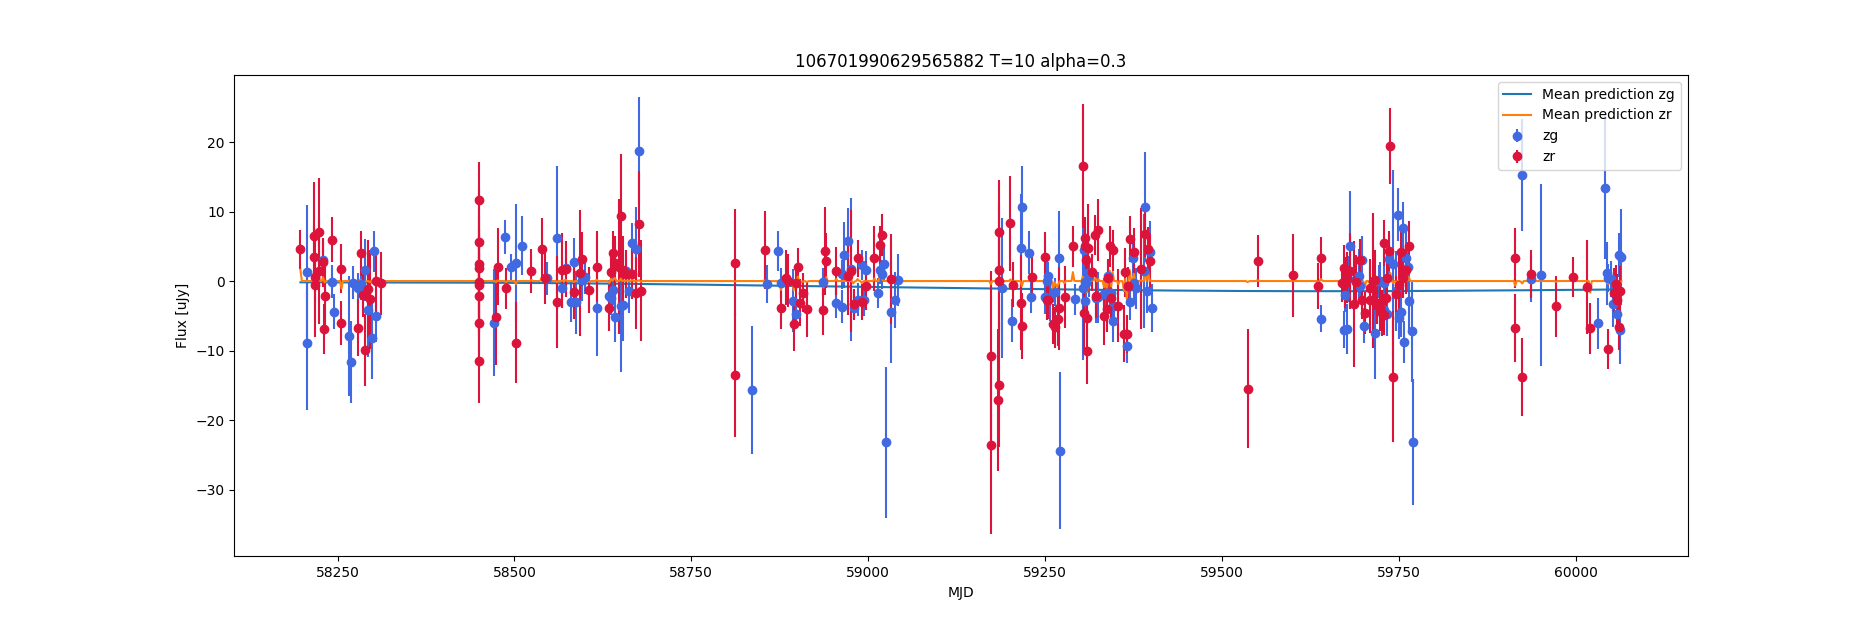 106701990629565882 T=10 alpha=0.3
Mean prediction zg
Mean prediction zr
zg
zr
Flux [uJy]
20
10
0
−10
−20
−30
58250 58500 58750 59000 59250 59500 59750 60000
MJD